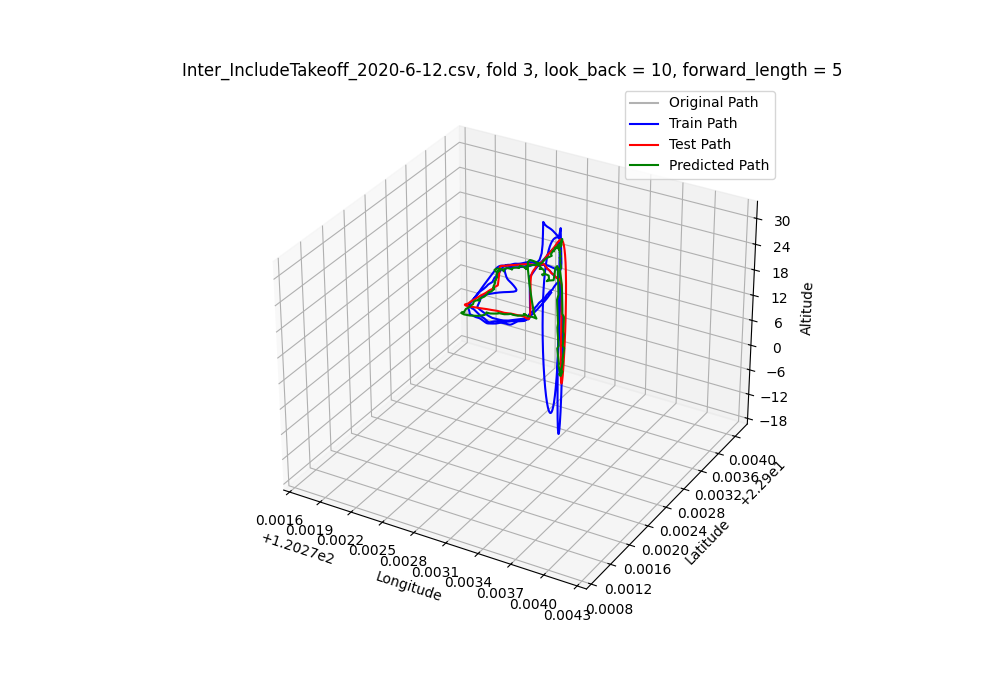 Inter_IncludeTakeoff_2020-6-12.csv, fold 3, look_back = 10, forward_length = 5
Original Path
Train Path
Test Path
Predicted Path
30
24
18
12
6
0
−6
−12
−18
Altitude
0.0040
0.0036
0.0032
0.0028
0.0024
0.0020
0.0016
0.0012
0.0008
+2.29e1
Latitude
0.0016
0.0019
0.0022
0.0025
0.0028
0.0031
0.0034
0.0037
0.0040
0.0043
+1.2027e2
Longitude